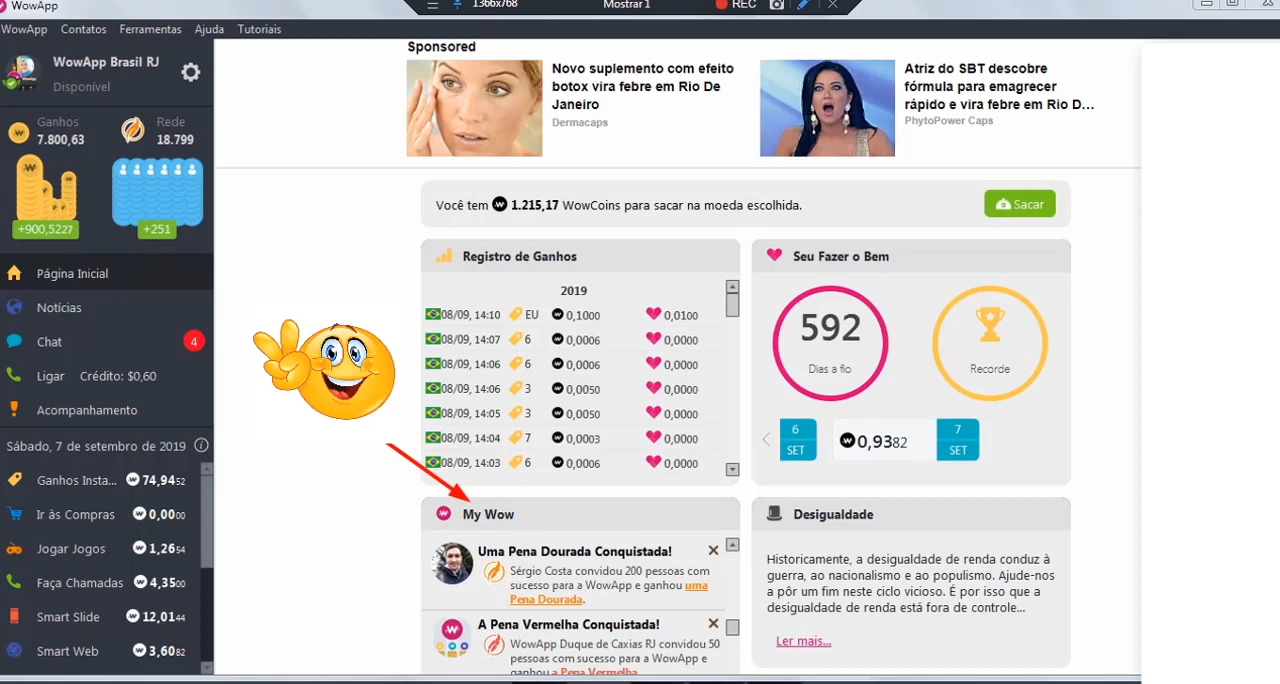 WowApp
1366x768
Mostrar1
REC
WowApp Contatos Ferramentas Ajuda Tutoriais
WowApp Brasil RJ
Disponível
Ganhos
7.800,63
Rede
18.799
+900,5227
+251
Página Inicial
Notícias
Chat
4
Ligar Crédito: $0,60
Acompanhamento
Sábado, 7 de setembro de 2019
Ganhos Insta... 74,9452
Ir às Compras 0,0000
Jogar Jogos 1,2654
Faça Chamadas 4,3500
Smart Slide 12,0144
Smart Web 3,6082
Sponsored
Novo suplemento com efeito
botox vira febre em Rio De
Janeiro
Dermacaps
Atriz do SBT descobre
fórmula para emagrecer
rápido e vira febre em Rio D...
PhytoPower Caps
Você tem 1.215,17 WowCoins para sacar na moeda escolhida.
Sacar
Registro de Ganhos
2019
08/09, 14:10 EU 0,1000 0,0100
08/09, 14:07 6 0,0006 0,0000
08/09, 14:06 6 0,0006 0,0000
08/09, 14:06 3 0,0050 0,0000
08/09, 14:05 3 0,0050 0,0000
08/09, 14:04 7 0,0003 0,0000
08/09, 14:03 6 0,0006 0,0000
Seu Fazer o Bem
592
Dias a fio
Recorde
6
SET
0,9382
7
SET
My Wow
Uma Pena Dourada Conquistada!
Sérgio Costa convidou 200 pessoas com
sucesso para a WowApp e ganhou uma
Pena Dourada.
A Pena Vermelha Conquistada!
WowApp Duque de Caxias RJ convidou 50
pessoas com sucesso para a WowApp e
ganhou a Pena Vermelha
Desigualdade
Historicamente, a desigualdade de renda conduz à
guerra, ao nacionalismo e ao populismo. Ajude-nos
a pôr um fim neste ciclo vicioso. É por isso que a
desigualdade de renda está fora de controle...
Ler mais...